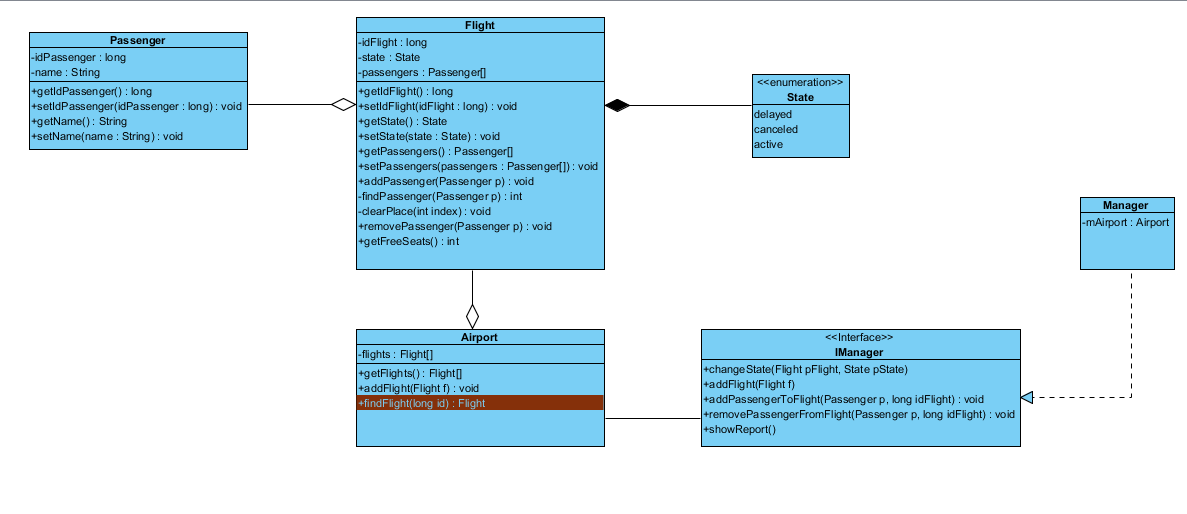 Passenger
-idPassenger : long
-name : String
+getIdPassenger() : long
+setIdPassenger(idPassenger : long) : void
+getName() : String
+setName(name : String) : void
Flight
-idFlight : long
-state : State
-passengers : Passenger[]
+getIdFlight() : long
+setIdFlight(idFlight : long) : void
+getState() : State
+setState(state : State) : void
+getPassengers() : Passenger[]
+setPassengers(passengers : Passenger[]) : void
+addPassenger(Passenger p) : void
-findPassenger(Passenger p) : int
-clearPlace(int index) : void
+removePassenger(Passenger p) : void
+getFreeSeats() : int
<<enumeration>>
State
delayed
canceled
active
Manager
-mAirport : Airport
Airport
-flights : Flight[]
+getFlights() : Flight[]
+addFlight(Flight f) : void
+findFlight(long id) : Flight
<<Interface>>
IManager
+changeState(Flight pFlight, State pState)
+addFlight(Flight f)
+addPassengerToFlight(Passenger p, long idFlight) : void
+removePassengerFromFlight(Passenger p, long idFlight) : void
+showReport()